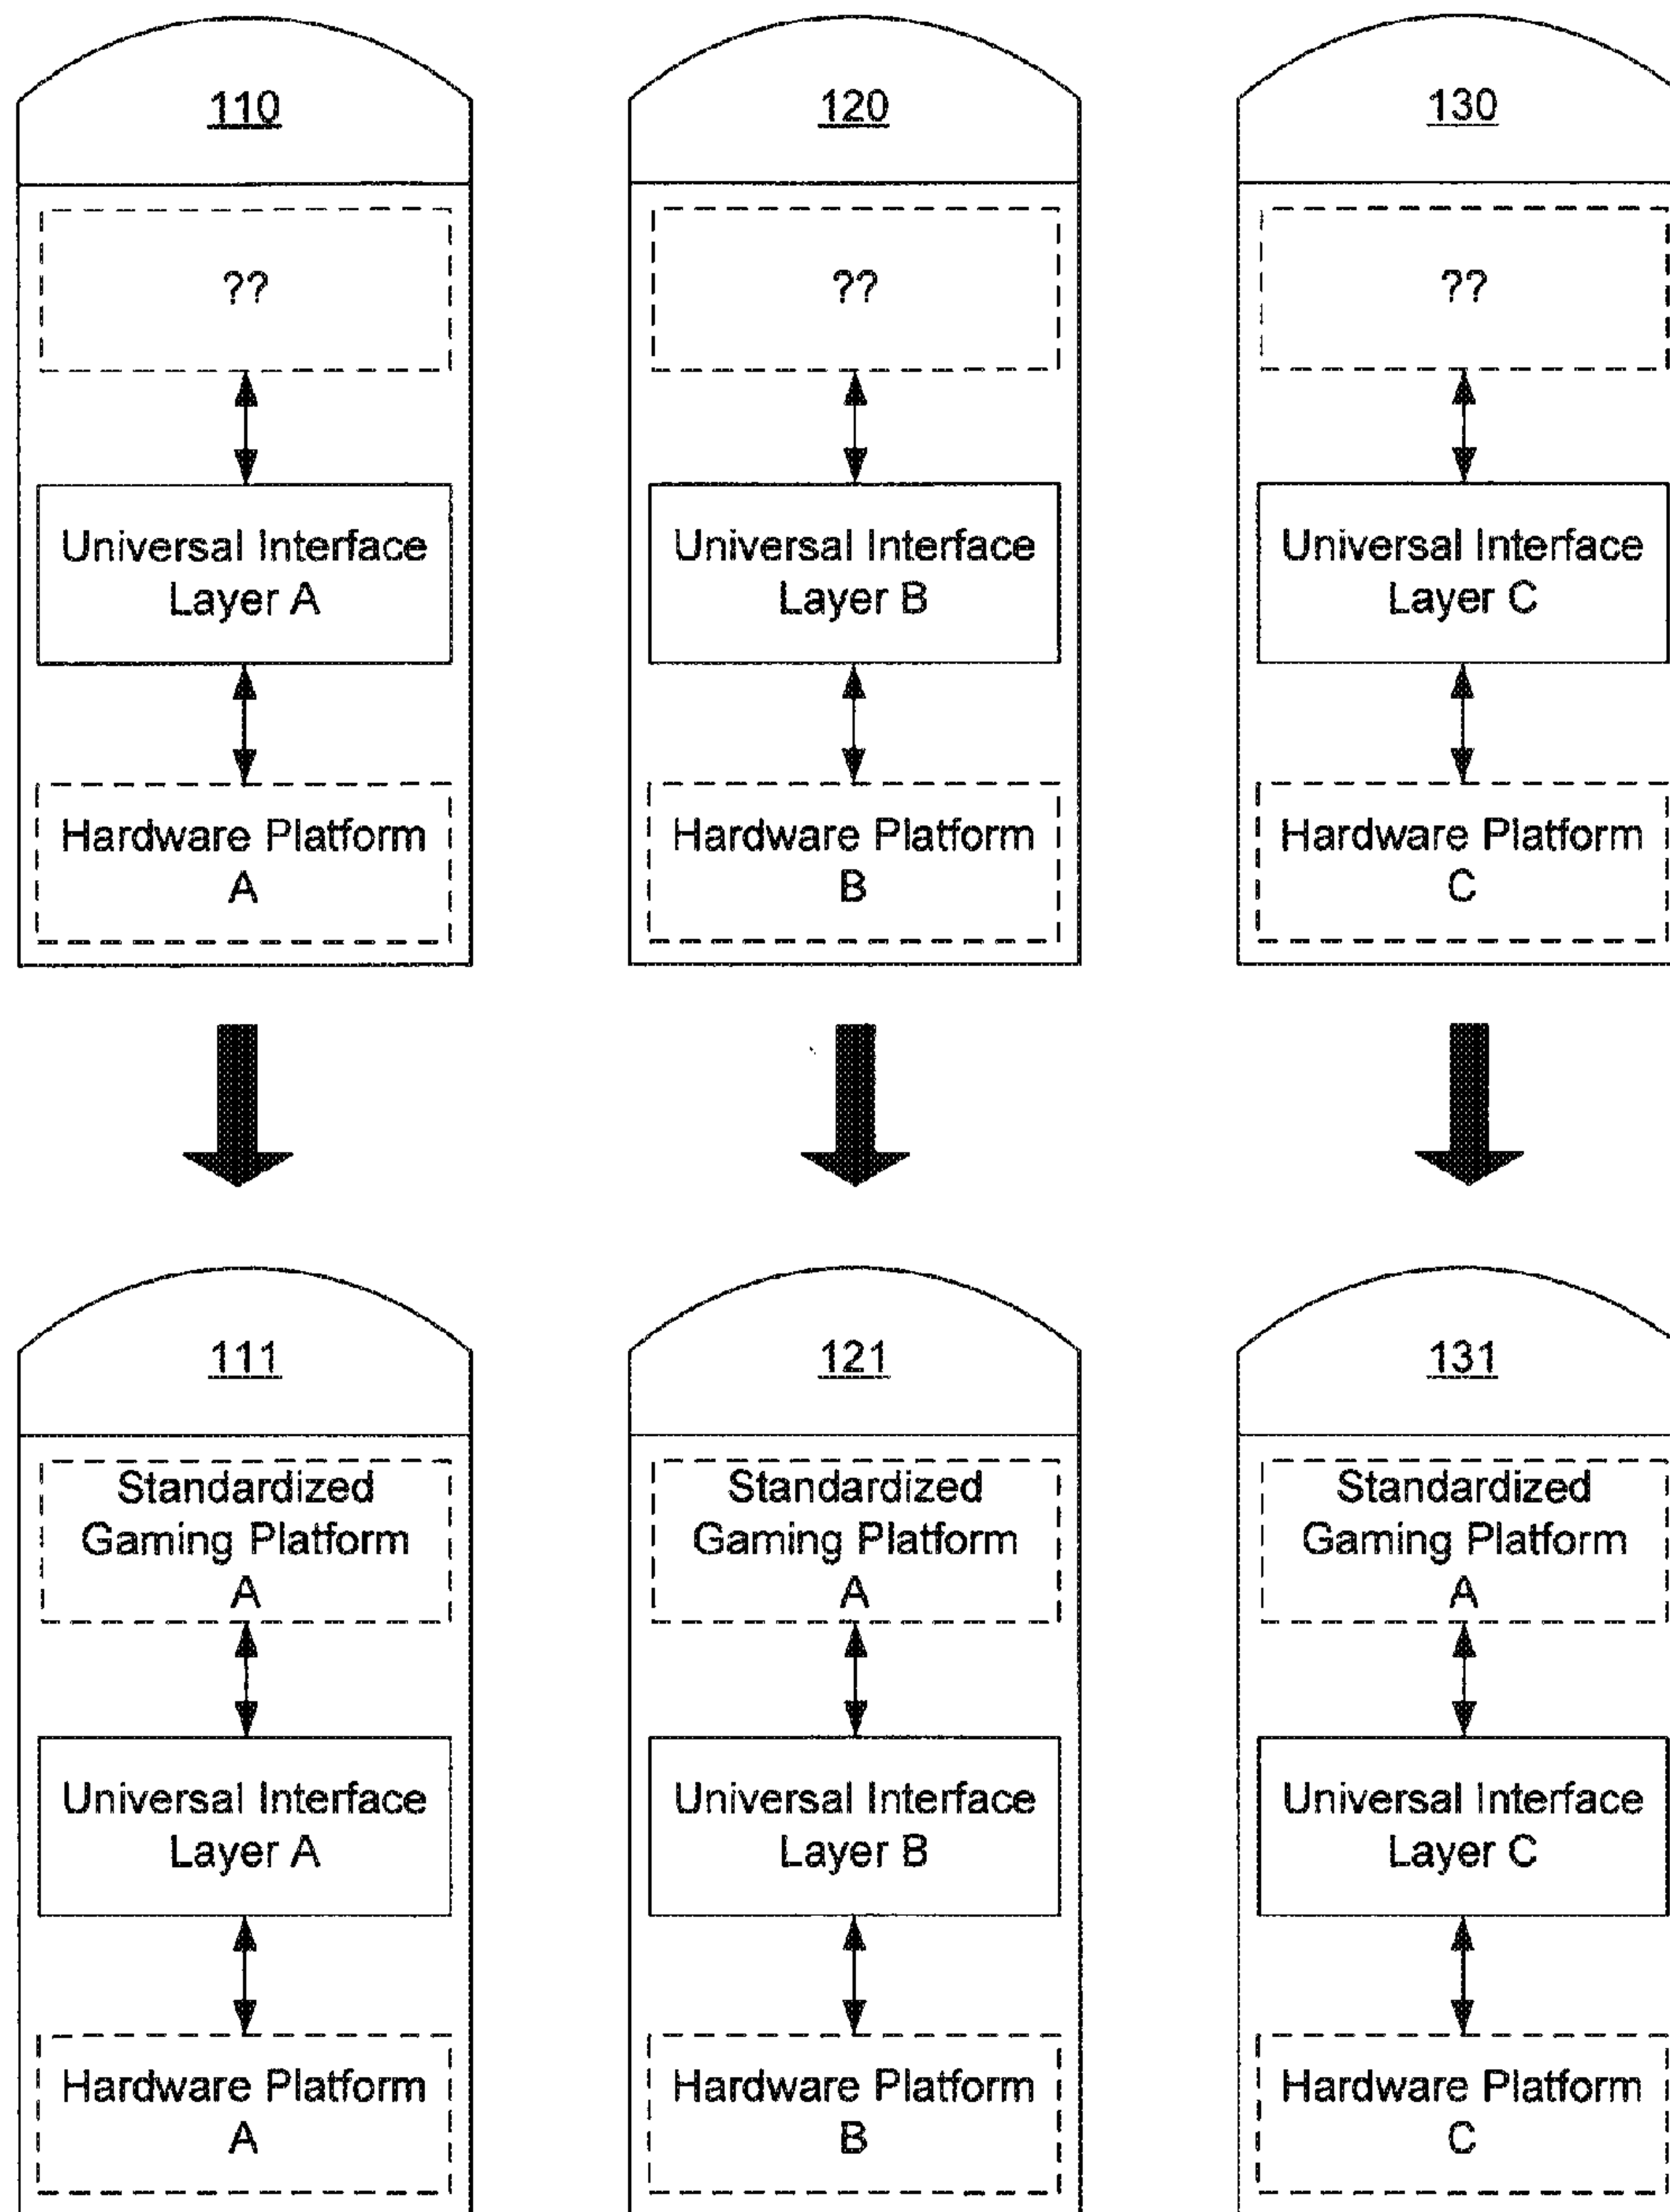 110
120
130
??
??
??
Universal Interface
Layer A
Universal Interface
Layer B
Universal Interface
Layer C
Hardware Platform
A
Hardware Platform
B
Hardware Platform
C
111
121
131
Standardized
Gaming Platform
A
Standardized
Gaming Platform
A
Standardized
Gaming Platform
A
Universal Interface
Layer A
Universal Interface
Layer B
Universal Interface
Layer C
Hardware Platform
A
Hardware Platform
B
Hardware Platform
C